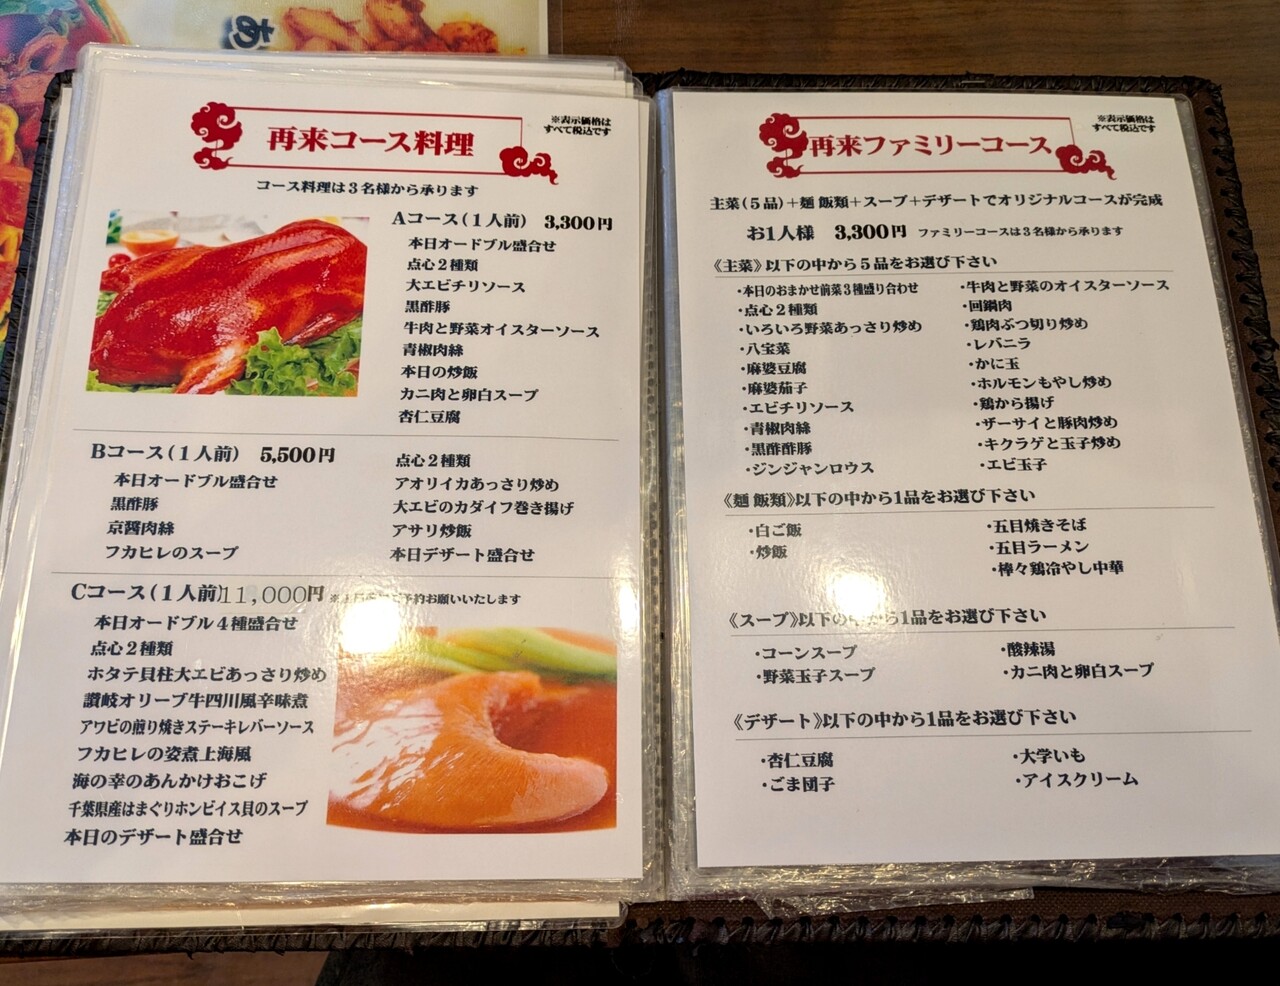 あ
再来コース料理
※表示価格は
すべて税込です
コース料理は3名様から承ります
Aコース(1人前) 3,300円
本日オードブル盛合せ
点心2種類
大エビチリソース
黒酢豚
牛肉と野菜オイスターソース
青椒肉絲
本日の炒飯
カニ肉と卵白スープ
杏仁豆腐
Bコース(1人前) 5,500円
本日オードブル盛合せ
黒酢豚
京醤肉絲
フカヒレのスープ
点心2種類
アオリイカあっさり炒め
大エビのカダイフ巻き揚げ
アサリ炒飯
本日デザート盛合せ
Cコース(1人前)11,000円
約お願いいたします
本日オードブル4種盛合せ
点心2種類
ホタテ貝柱大エビあっさり炒め
讃岐オリーブ牛四川風辛味煮
アワビの煎り焼きステーキレバーソース
フカヒレの姿煮上海風
海の幸のあんかけおこげ
千葉県産はまぐりホンビイス貝のスープ
本日のデザート盛合せ
再来ファミリーコース
※表示価格は
すべて税込です
主菜(5品)+麺 飯類+スープ+デザートでオリジナルコースが完成
お1人様 3,300円 ファミリーコースは3名様から承ります
《主菜》以下の中から5品をお選び下さい
・本日のおまかせ前菜3種盛り合わせ
・点心2種類
・いろいろ野菜あっさり炒め
・八宝菜
・麻婆豆腐
・麻婆茄子
・エビチリソース
・青椒肉絲
・黒酢酢豚
・ジンジャンロウス
・牛肉と野菜のオイスターソース
・回鍋肉
・鶏肉ぶつ切り炒め
・レバニラ
・かに玉
・ホルモンもやし炒め
・鶏から揚げ
・ザーサイと豚肉炒め
・キクラゲと玉子炒め
・エビ玉子
《麺 飯類》以下の中から1品をお選び下さい
・白ご飯
・炒飯
・五目焼きそば
・五目ラーメン
・棒々鶏冷やし中華
《スープ》以下の中から1品をお選び下さい
・コーンスープ
・野菜玉子スープ
・酸辣湯
・カニ肉と卵白スープ
《デザート》以下の中から1品をお選び下さい
・杏仁豆腐
・ごま団子
・大学いも
・アイスクリーム